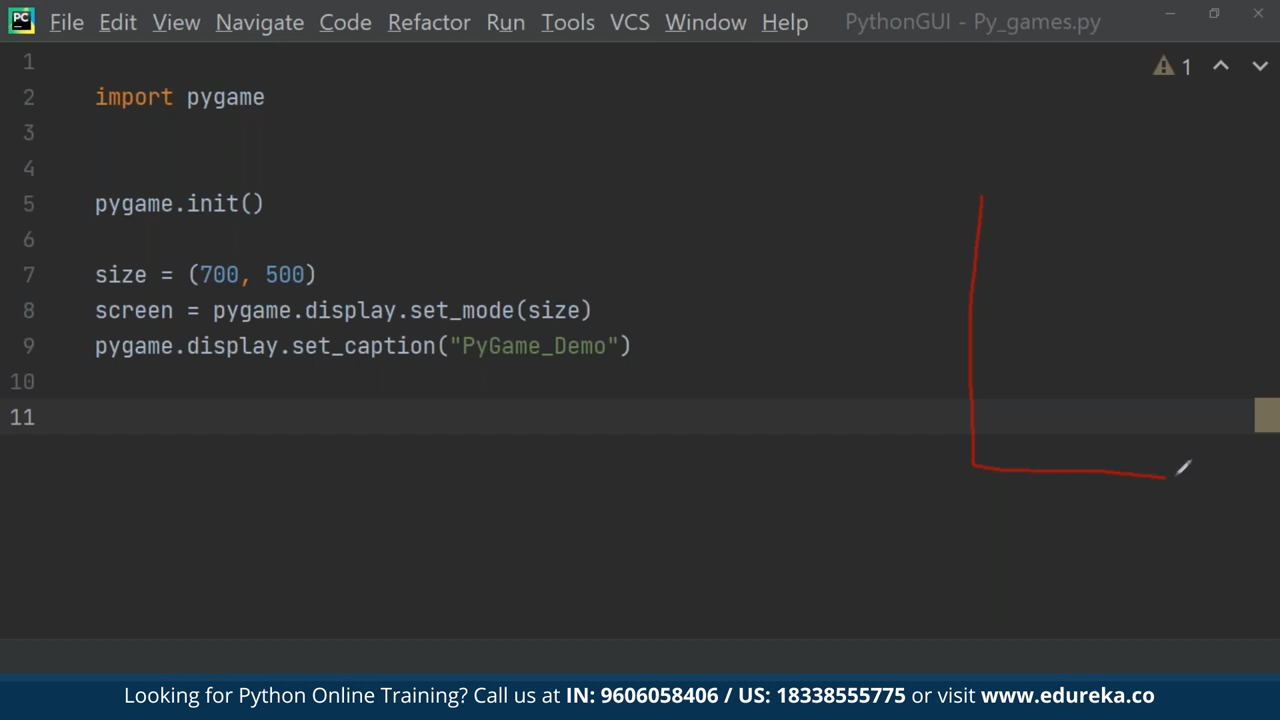 PC File Edit View Navigate Code Refactor Run Tools VCS Window Help PythonGUI - Py_games.py
1
2 import pygame
3
4
5 pygame.init()
6
7 size = (700, 500)
8 screen = pygame.display.set_mode(size)
9 pygame.display.set_caption("PyGame_Demo")
10
11
1
Looking for Python Online Training? Call us at IN: 9606058406 / US: 18338555775 or visit www.edureka.co